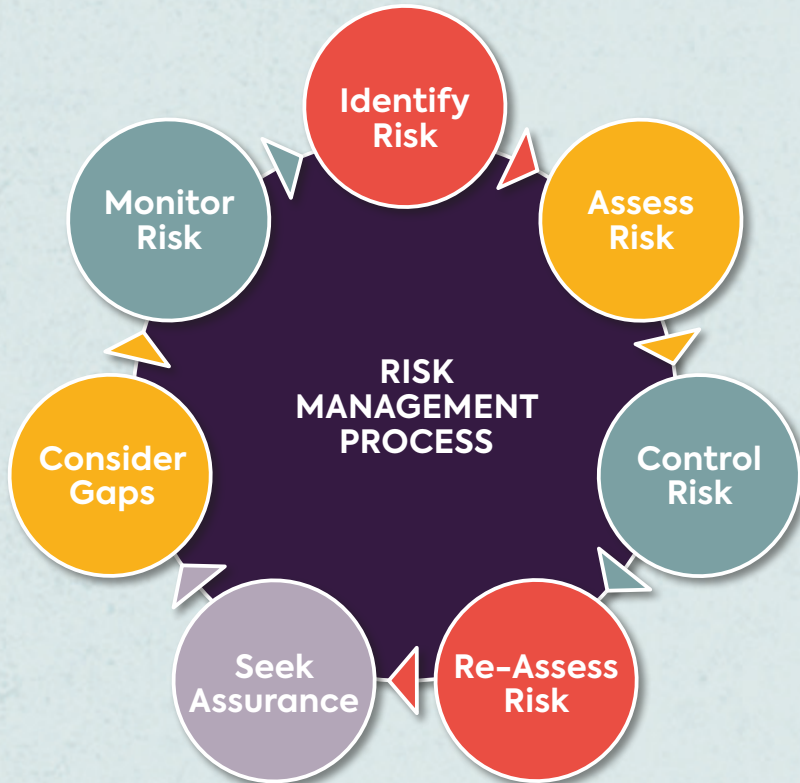 Identify
Risk
Assess
Risk
Control
Risk
Re-Assess
Risk
Seek
Assurance
Consider
Gaps
Monitor
Risk
RISK
MANAGEMENT
PROCESS